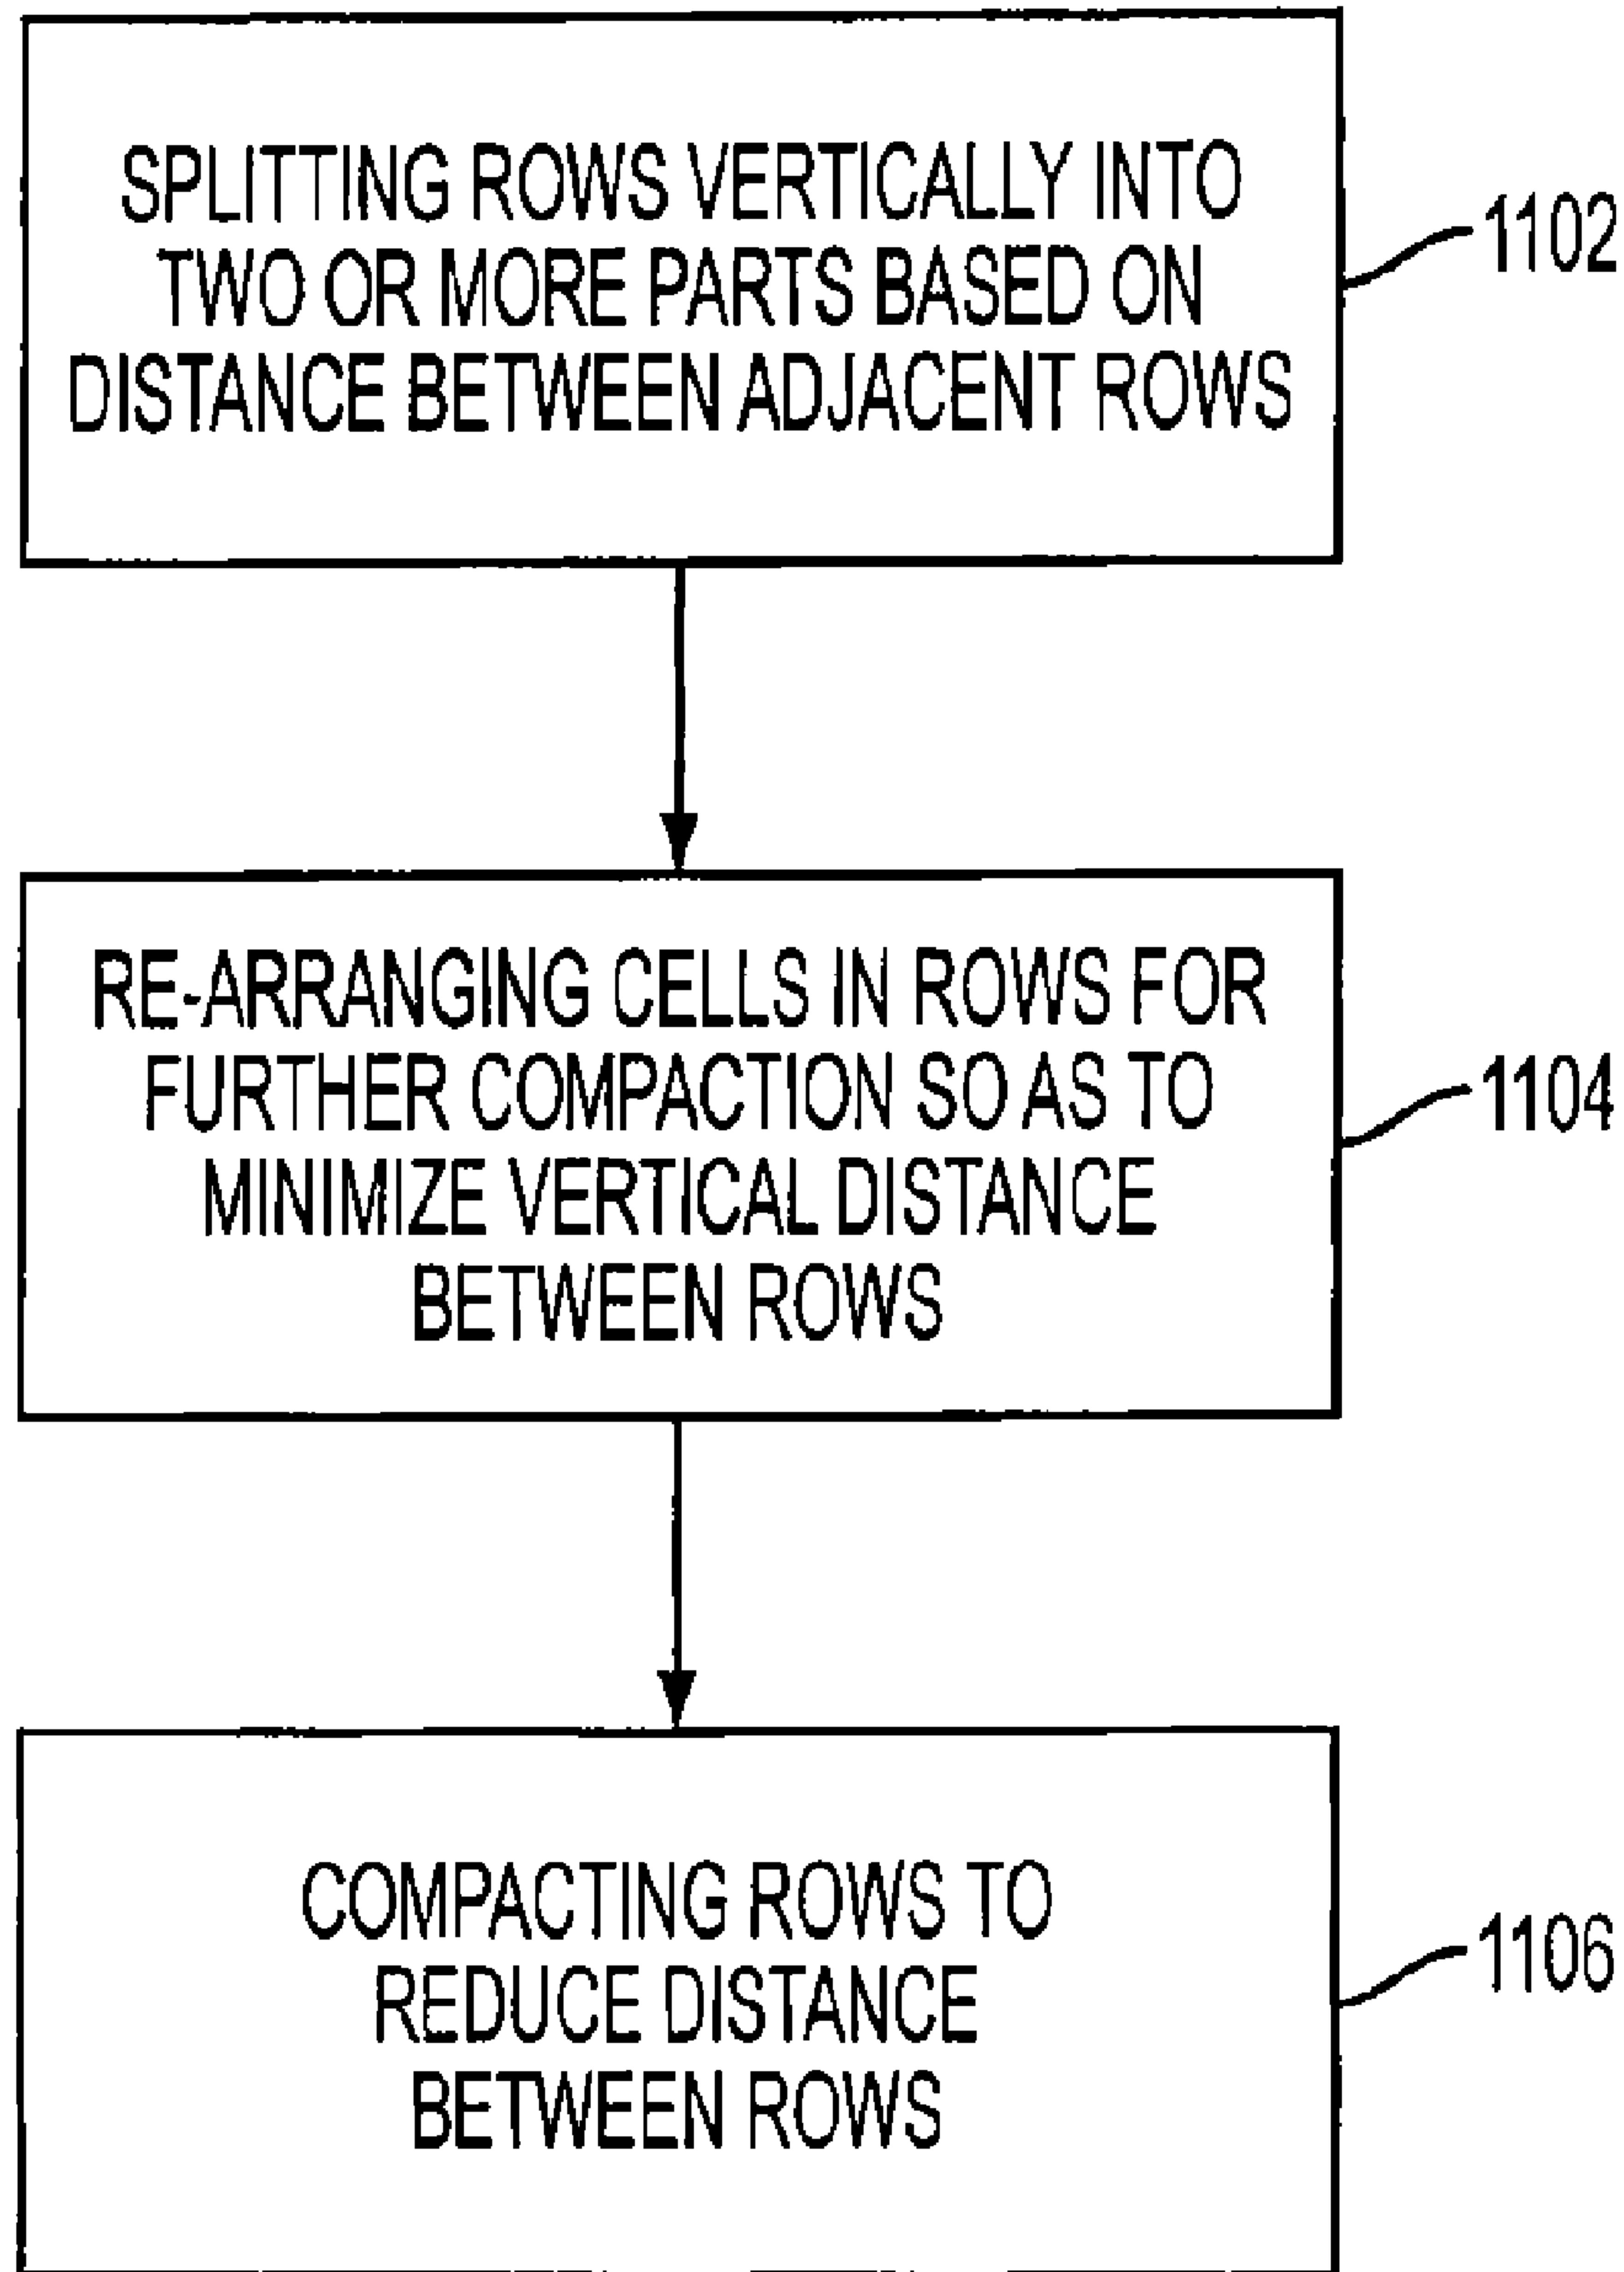 SPLITTING ROWS VERTICALLY INTO
TWO OR MORE PARTS BASED ON
DISTANCE BETWEEN ADJACENT ROWS
1102
RE-ARRANGING CELLS IN ROWS FOR
FURTHER COMPACTION SO AS TO
MINIMIZE VERTICAL DISTANCE
BETWEEN ROWS
1104
COMPACTING ROWS TO
REDUCE DISTANCE
BETWEEN ROWS
1106